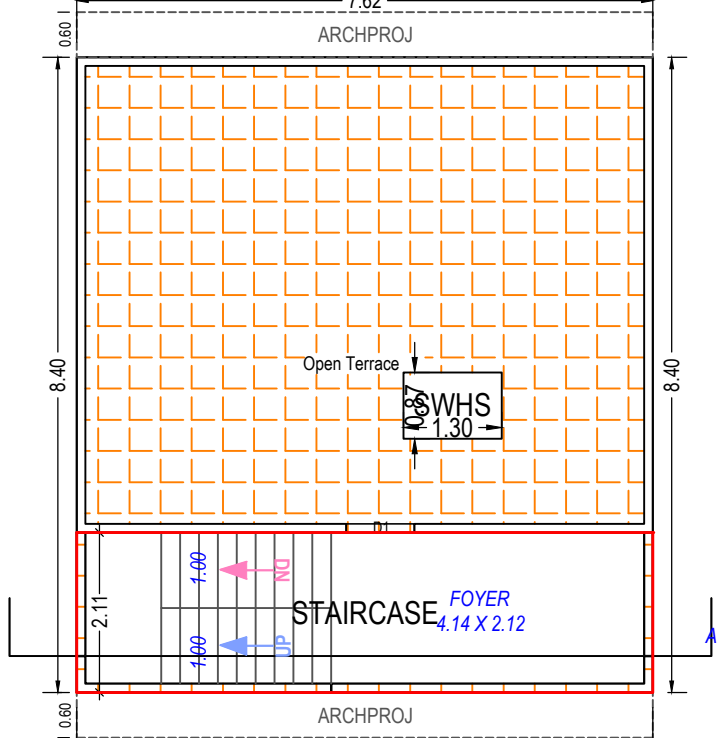 7.62
0.60
ARCHPROJ
8.40
8.40
Open Terrace
0.87
SWHS
1.30
D1
1.00
DN
2.11
STAIRCASE
FOYER
4.14 X 2.12
1.00
UP
A
0.60
ARCHPROJ